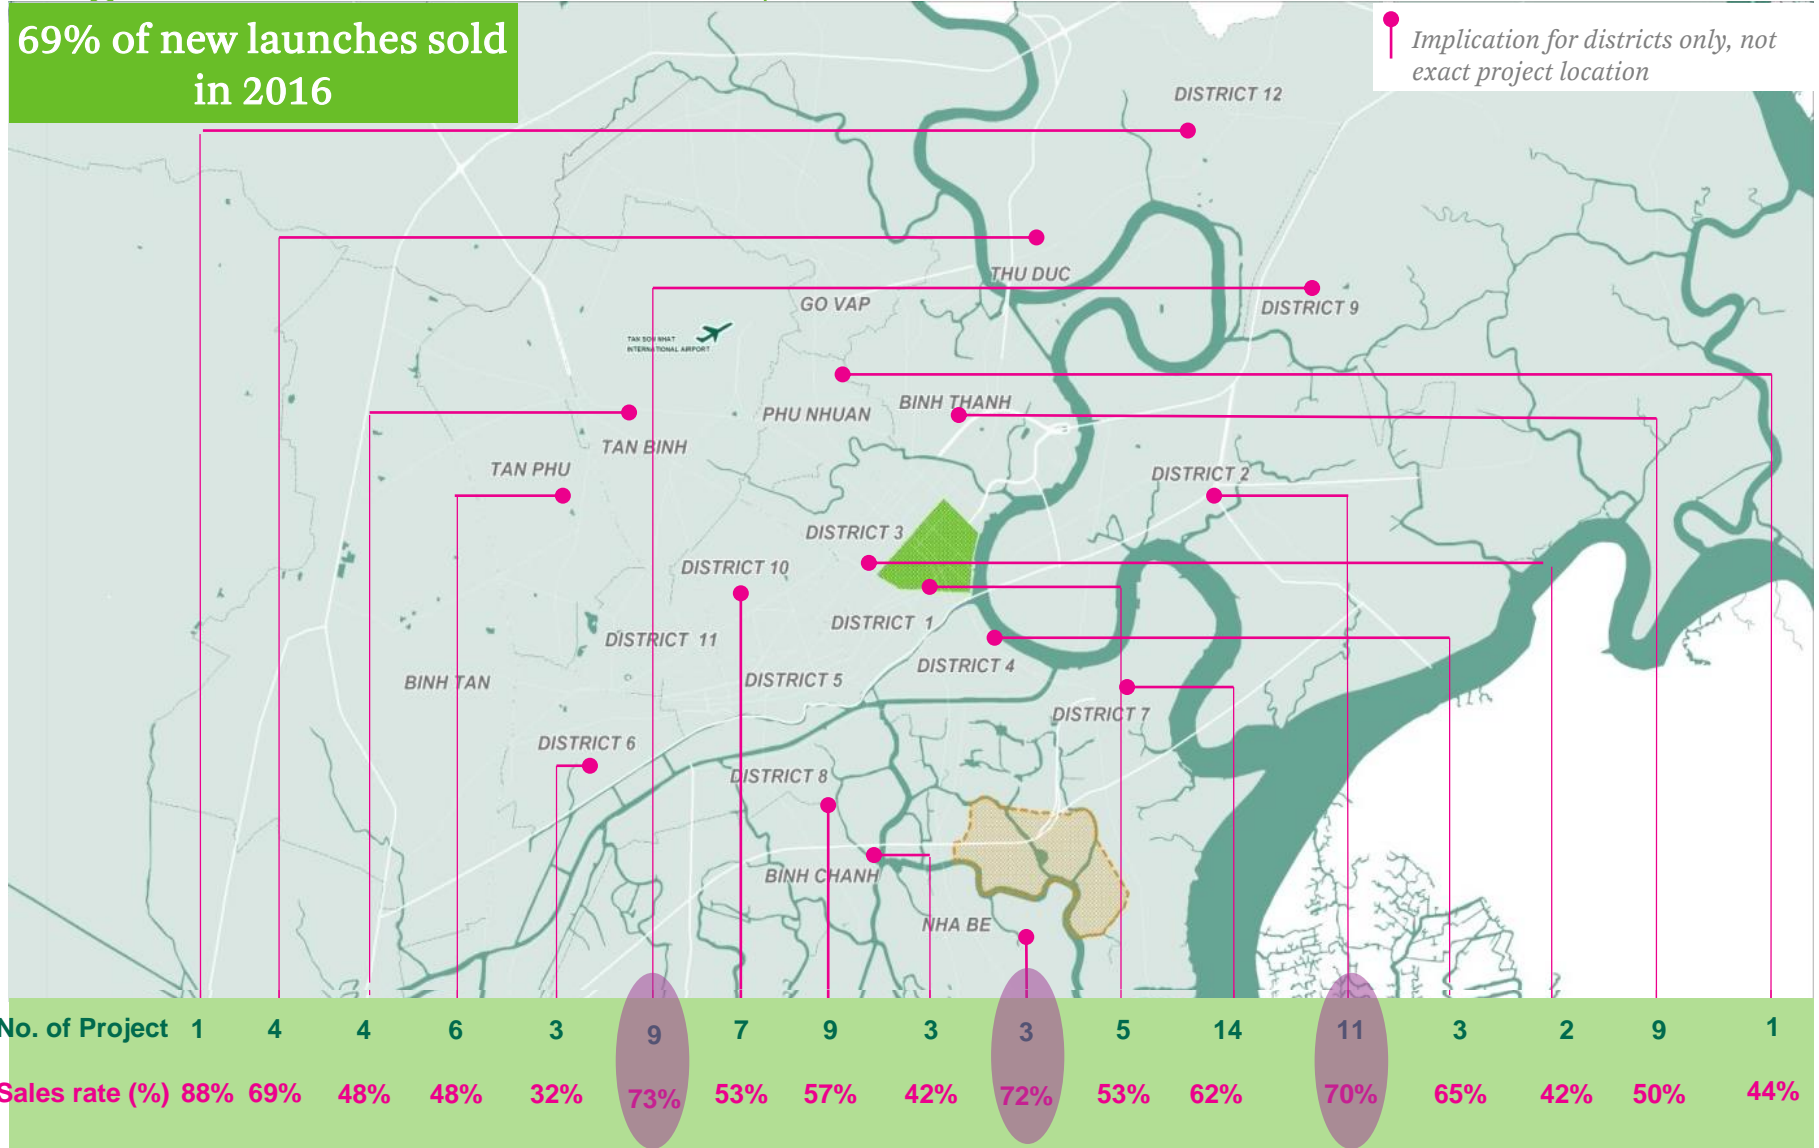 69% of new launches sold
in 2016
Implication for districts only, not
exact project location
DISTRICT 12
THU DUC
GO VAP
DISTRICT 9
TAN SON NHAT
INTERNATIONAL AIRPORT
BINH THANH
PHU NHUAN
TAN BINH
TAN PHU
DISTRICT 2
DISTRICT 3
DISTRICT 10
DISTRICT 1
DISTRICT 11
DISTRICT 4
BINH TAN
DISTRICT 5
DISTRICT 7
DISTRICT 6
DISTRICT 8
BINH CHANH
NHA BE
No. of Project 1 4 4 6 3 9 7 9 3 3 5 14 11 3 2 9 1
Sales rate (%) 88% 69% 48% 48% 32% 73% 53% 57% 42% 72% 53% 62% 70% 65% 42% 50% 44%